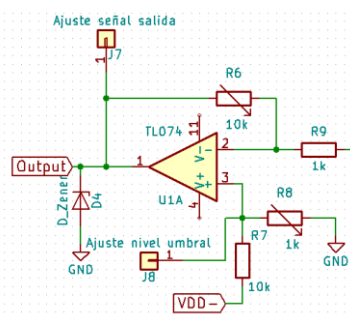 Ajuste señal salida
J7
1
R6
10k
TL074
11
V-
2
R9
1k
Output
1
V+
3
D_Zener
D4
U1A
4
R8
1k
GND
Ajuste nivel umbral
R7
GND
J8
1
10k
VDD-